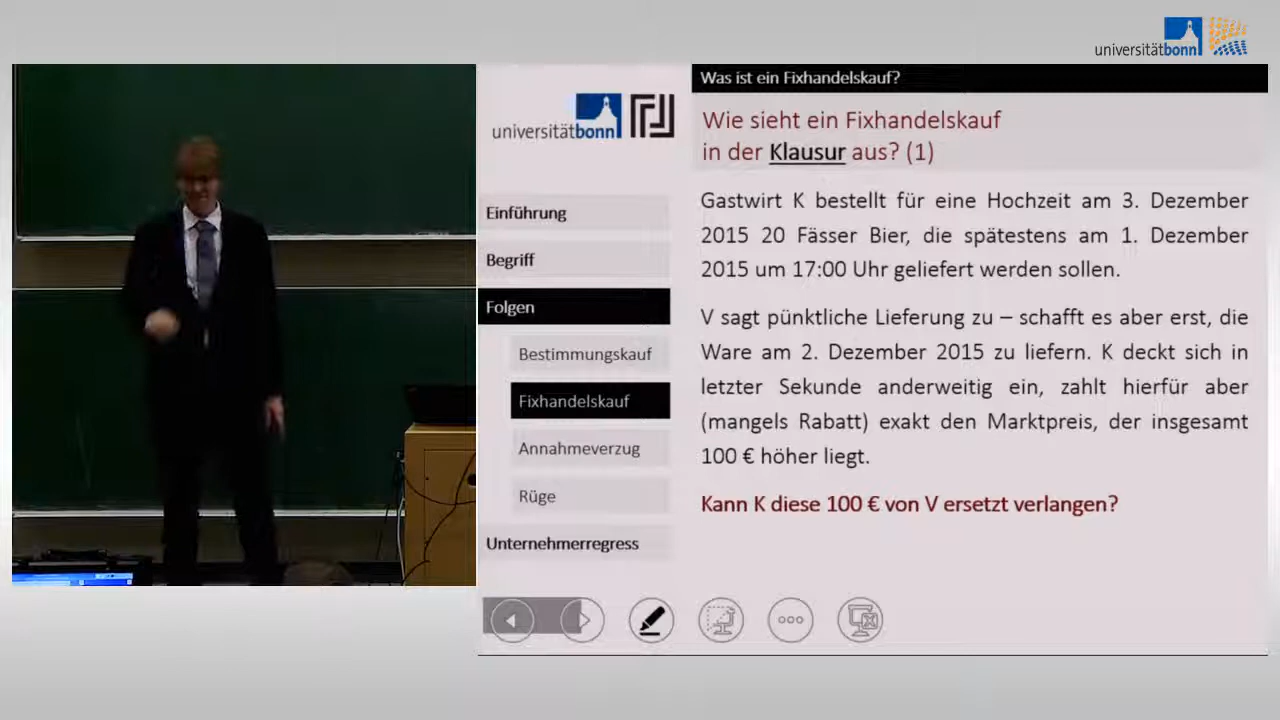 universitätbonn
Was ist ein Fixhandelskauf?
universitätbonn
Wie sieht ein Fixhandelskauf
in der Klausur aus? (1)
Einführung
Begriff
Folgen
Bestimmungskauf
Fixhandelskauf
Annahmeverzug
Rüge
Unternehmerregress
Gastwirt K bestellt für eine Hochzeit am 3. Dezember
2015 20 Fässer Bier, die spätestens am 1. Dezember
2015 um 17:00 Uhr geliefert werden sollen.
V sagt pünktliche Lieferung zu – schafft es aber erst, die
Ware am 2. Dezember 2015 zu liefern. K deckt sich in
letzter Sekunde anderweitig ein, zahlt hierfür aber
(mangels Rabatt) exakt den Marktpreis, der insgesamt
100 € höher liegt.
Kann K diese 100 € von V ersetzt verlangen?